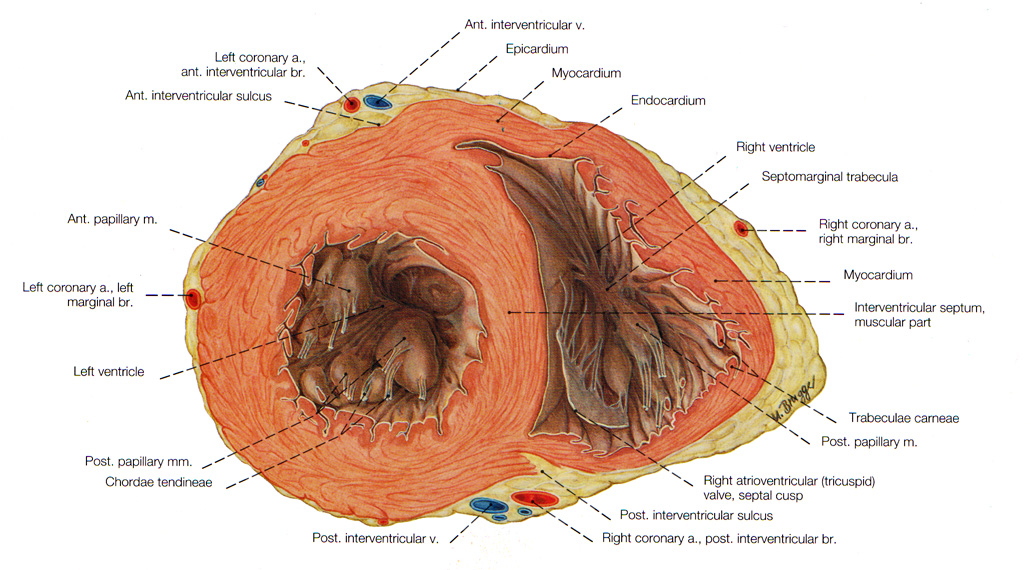 Ant. interventricular v.
Epicardium
Left coronary a.,
ant. interventricular br.
Myocardium
Ant. interventricular sulcus
Endocardium
Right ventricle
Septomarginal trabecula
Ant. papillary m.
Right coronary a.,
right marginal br.
Myocardium
Left coronary a., left
marginal br.
Interventricular septum,
muscular part
Left ventricle
Trabeculae carneae
Post. papillary m.
Post. papillary mm.
Chordae tendineae
Right atrioventricular (tricuspid)
valve, septal cusp
Post. interventricular sulcus
Post. interventricular v.
Right coronary a., post. interventricular br.